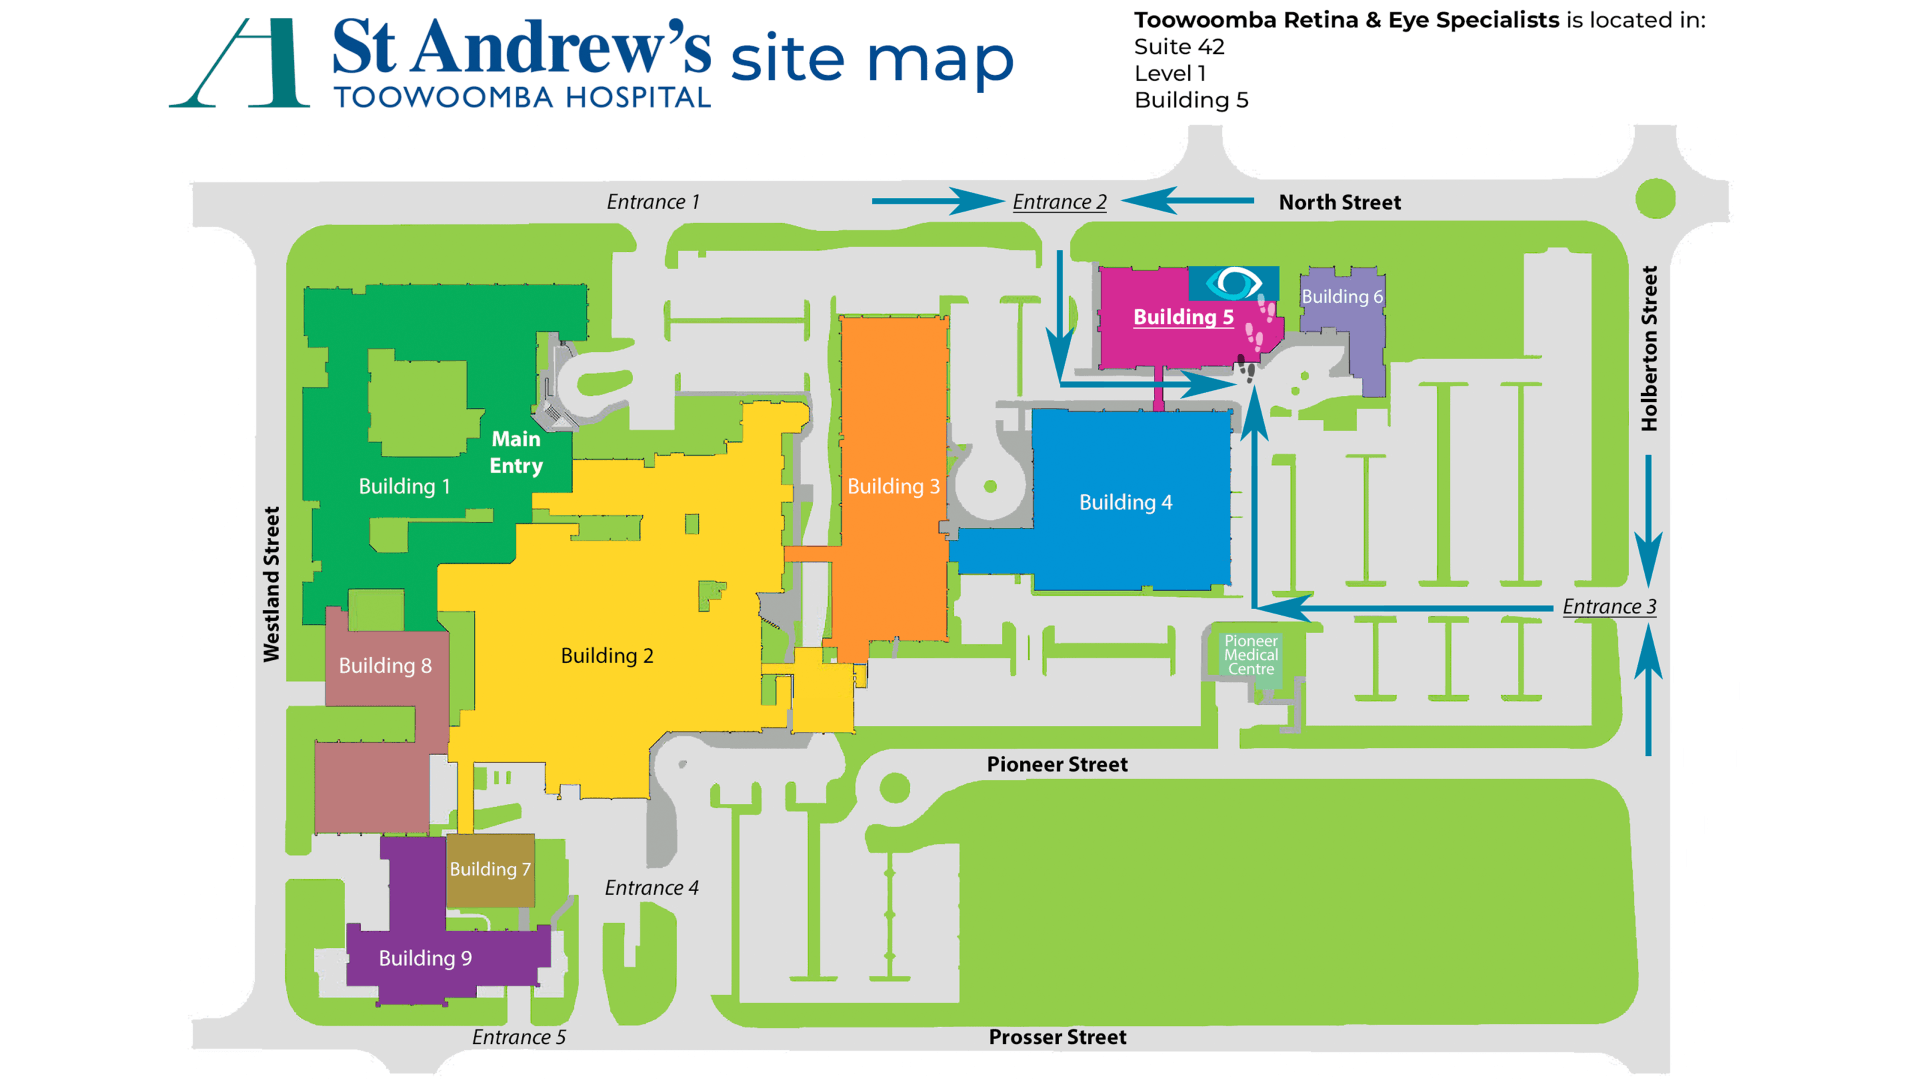 St Andrew's
TOOWOOMBA HOSPITAL
site map
Toowoomba Retina & Eye Specialists is located in:
Suite 42
Level 1
Building 5
Entrance 1
Entrance 2
North Street
Building 5
Building 6
Holberton Street
Main
Entry
Building 1
Building 3
Building 4
Westland Street
Entrance 3
Building 8
Building 2
Pioneer
Medical
Centre
Pioneer Street
Building 7
Entrance 4
Building 9
Entrance 5
Prosser Street